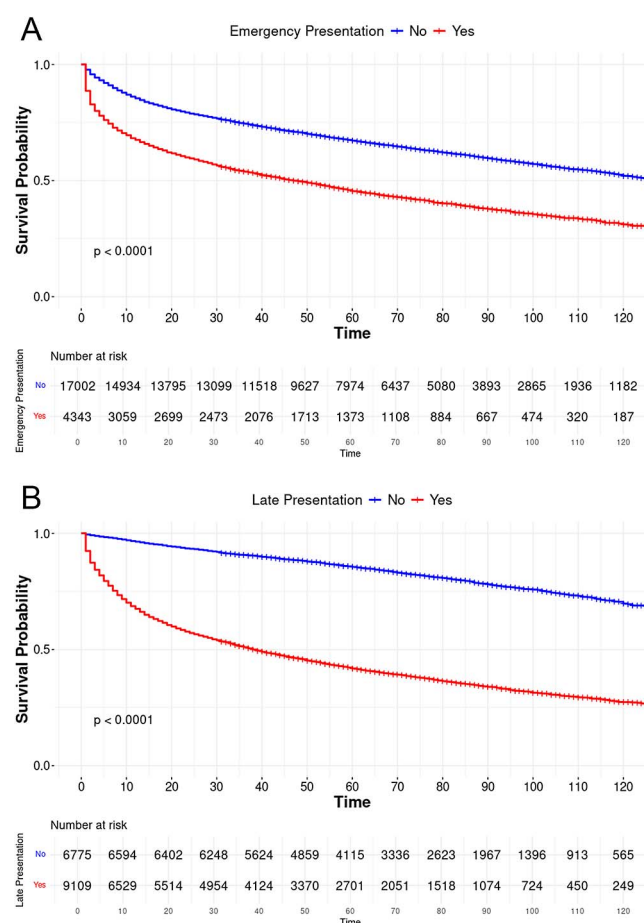 A
Emergency Presentation No Yes
1.0
0.5
0.0
Survival Probability
p < 0.0001
0 10 20 30 40 50 60 70 80 90 100 110 120
Time
Number at risk
Emergency Presentation
No 17002 14934 13795 13099 11518 9627 7974 6437 5080 3893 2865 1936 1182
Yes 4343 3059 2699 2473 2076 1713 1373 1108 884 667 474 320 187
0 10 20 30 40 50 60 70 80 90 100 110 120
Time
B
Late Presentation No Yes
1.0
0.5
0.0
Survival Probability
p < 0.0001
0 10 20 30 40 50 60 70 80 90 100 110 120
Time
Number at risk
Late Presentation
No 6775 6594 6402 6248 5624 4859 4115 3336 2623 1967 1396 913 565
Yes 9109 6529 5514 4954 4124 3370 2701 2051 1518 1074 724 450 249
0 10 20 30 40 50 60 70 80 90 100 110 120
Time